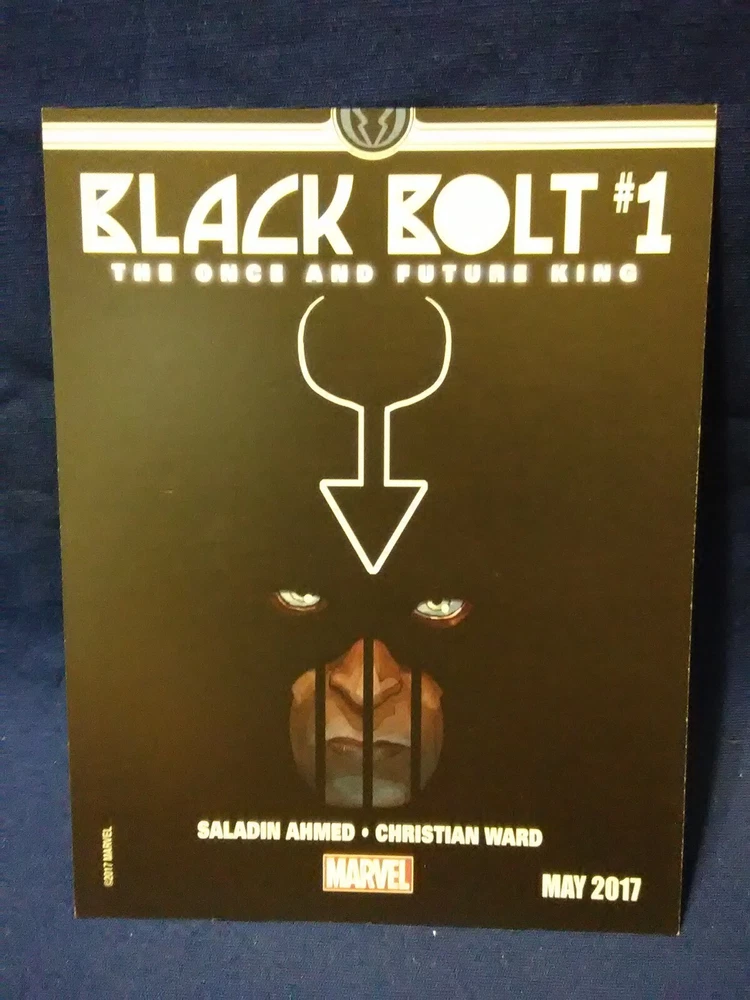 BLACK BOLT #1
THE ONCE AND FUTURE KING
SALADIN AHMED • CHRISTIAN WARD
MARVEL
MAY 2017
©2017 MARVEL